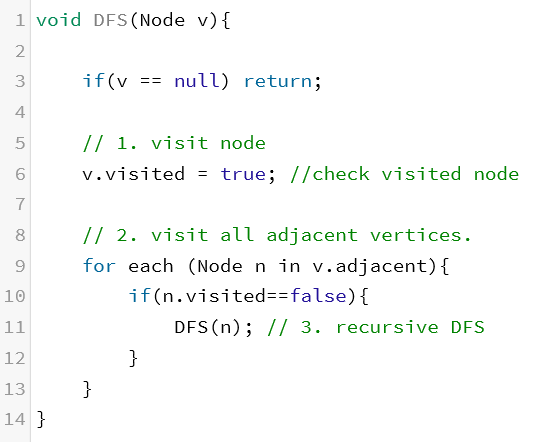 1 void DFS(Node v){
2
3     if(v == null) return;
4
5     // 1. visit node
6     v.visited = true; //check visited node
7
8     // 2. visit all adjacent vertices.
9     for each (Node n in v.adjacent){
10         if(n.visited==false){
11             DFS(n); // 3. recursive DFS
12         }
13     }
14 }